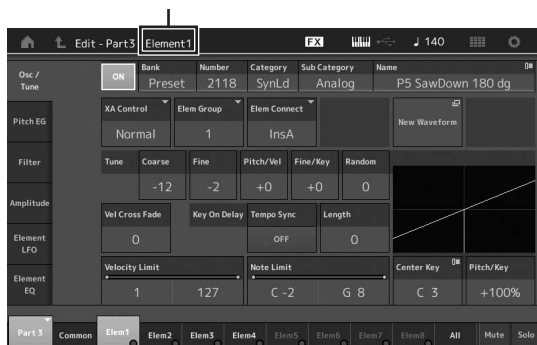 Edit - Part3 Element1 FX ♩ 140
Osc / Tune
ON
Bank Preset
Number 2118
Category SynLd
Sub Category Analog
Name P5 SawDown 180 dg
Pitch EG
XA Control Normal
Elem Group 1
Elem Connect InsA
New Waveform
Filter
Tune
Coarse -12
Fine -2
Pitch/Vel +0
Fine/Key +0
Random 0
Amplitude
Vel Cross Fade 0
Key On Delay
Tempo Sync OFF
Length 0
Element LFO
Element EQ
Velocity Limit 1 127
Note Limit C -2 G 8
Center Key C 3
Pitch/Key +100%
Part 3 Common Elem1 Elem2 Elem3 Elem4 Elem5 Elem6 Elem7 Elem8 All Mute Solo